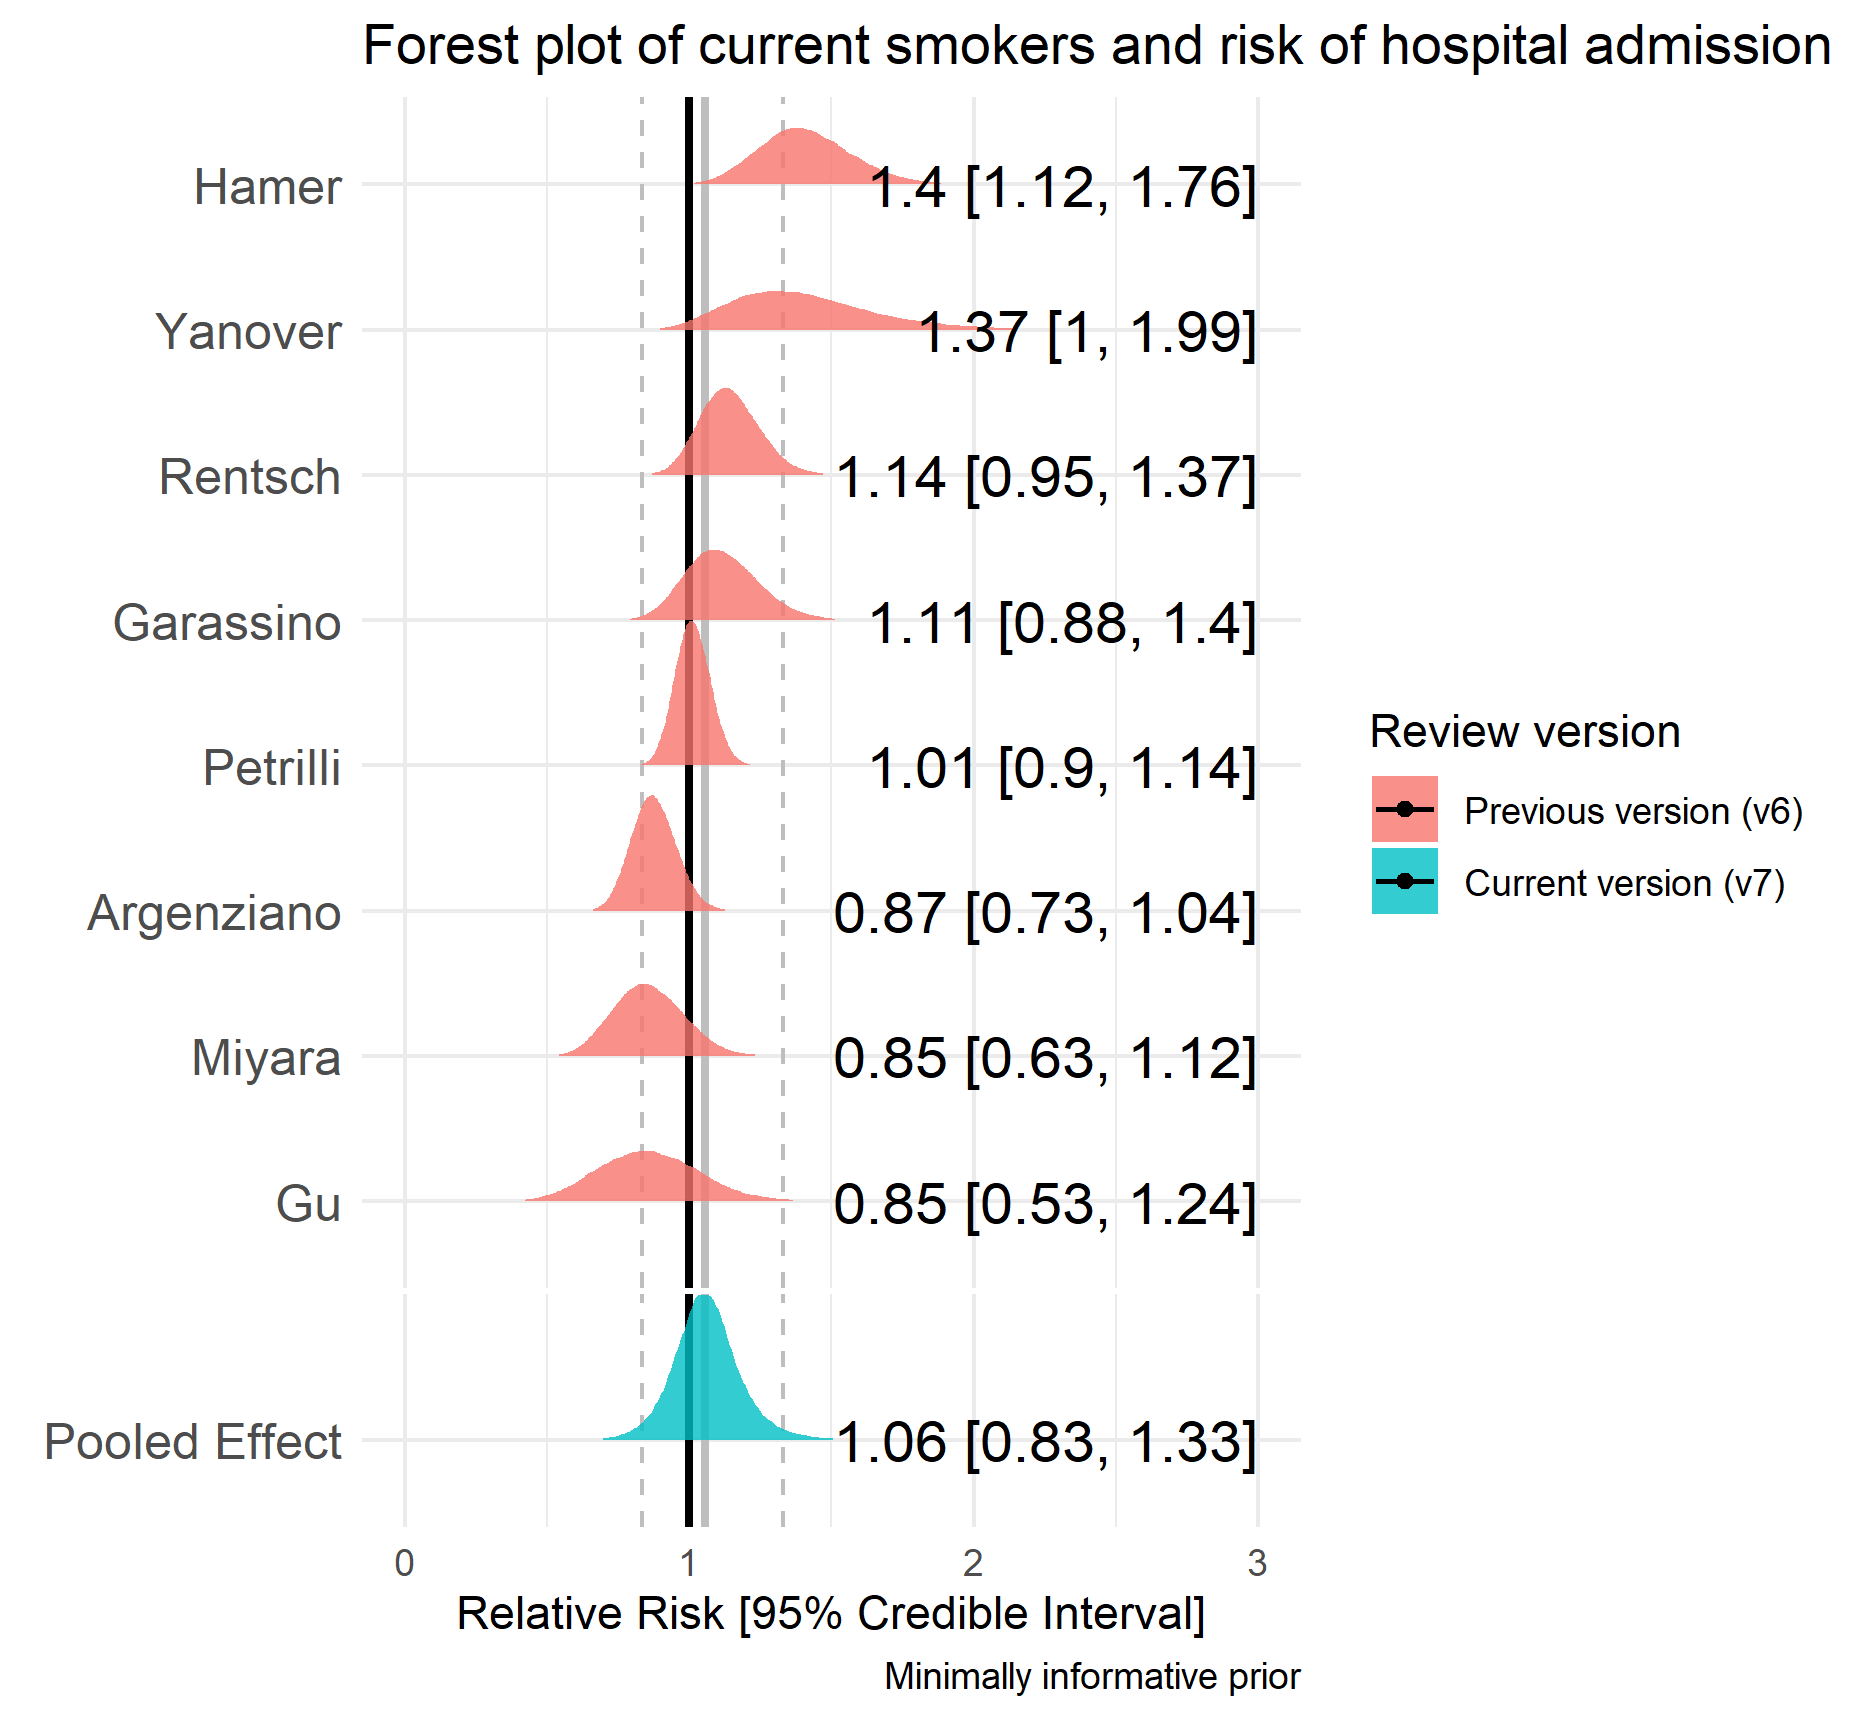 Forest plot of current smokers and risk of hospital admission
Hamer
1.4 [1.12, 1.76]
Yanover
1.37 [1, 1.99]
Rentsch
1.14 [0.95, 1.37]
Garassino
1.11 [0.88, 1.4]
Petrilli
1.01 [0.9, 1.14]
Argenziano
0.87 [0.73, 1.04]
Miyara
0.85 [0.63, 1.12]
Gu
0.85 [0.53, 1.24]
Pooled Effect
1.06 [0.83, 1.33]
0 1 2 3
Relative Risk [95% Credible Interval]
Minimally informative prior
Review version
Previous version (v6)
Current version (v7)